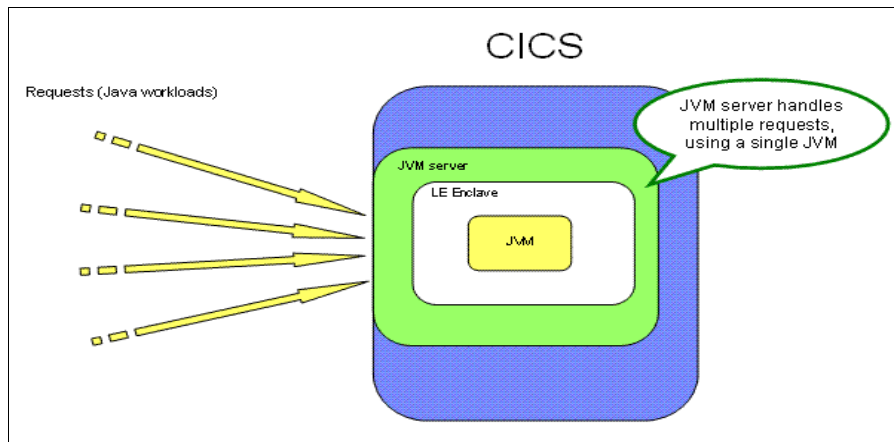 CICS
Requests (Java workloads)
JVM server handles
multiple requests,
using a single JVM
JVM server
LE Enclave
JVM